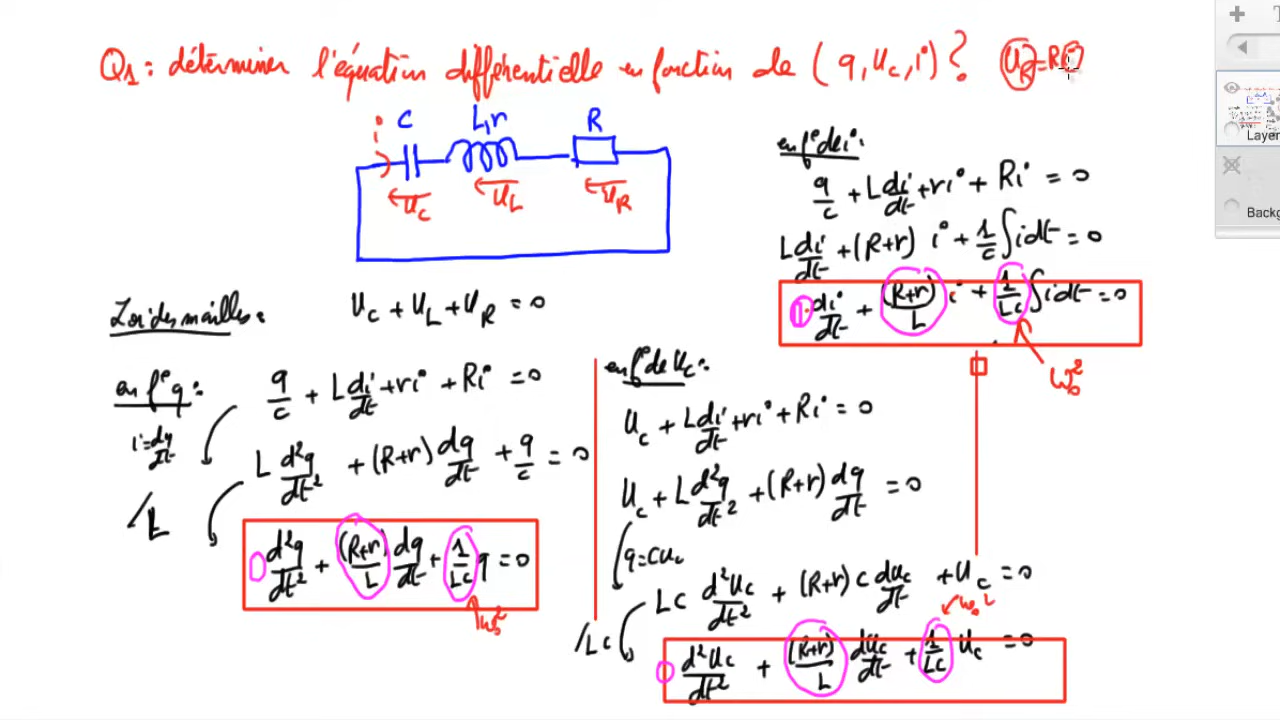 Q1 : déterminer l'équation différentielle en fonction de ( q, uc, i ) ? UR = Ri
i C L,r R
uC uL uR
Loi des mailles : UC + UL + UR = 0
en f° q :
q/C + L di/dt + ri + Ri = 0
i = dq/dt
L d²q/dt² + (R+r) dq/dt + q/C = 0
/L
d²q/dt² + (R+r)/L dq/dt + 1/LC q = 0
ω0²
en f° de UC :
UC + L di/dt + ri + Ri = 0
UC + L d²q/dt² + (R+r) dq/dt = 0
q = CUC
LC d²UC/dt² + (R+r) C dUC/dt + UC = 0
ω0²
/LC
d²UC/dt² + (R+r)/L dUC/dt + 1/LC UC = 0
en f° de i :
q/C + L di/dt + ri + Ri = 0
L di/dt + (R+r) i + 1/C ∫ i dt = 0
1. di/dt + (R+r)/L i + 1/LC ∫ i dt = 0
ω0²
Layer
Backg